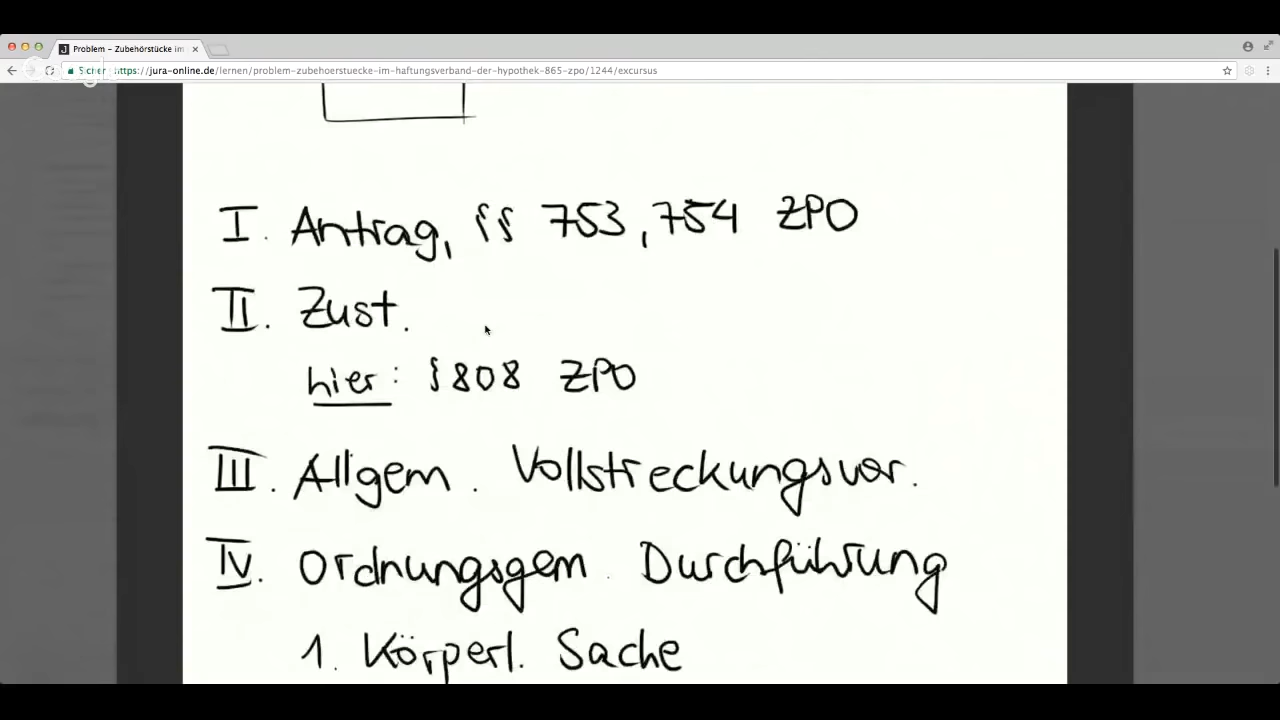 Problem – Zubehörstücke im
Sicher https://jura-online.de/lernen/problem-zubehoerstuecke-im-haftungsverband-der-hypothek-865-zpo/1244/excursus
I. Antrag, §§ 753, 754 ZPO
II. Zust.
hier: § 808 ZPO
III. Allgem. Vollstreckungsvor.
IV. Ordnungsgem. Durchführung
1. Körperl. Sache